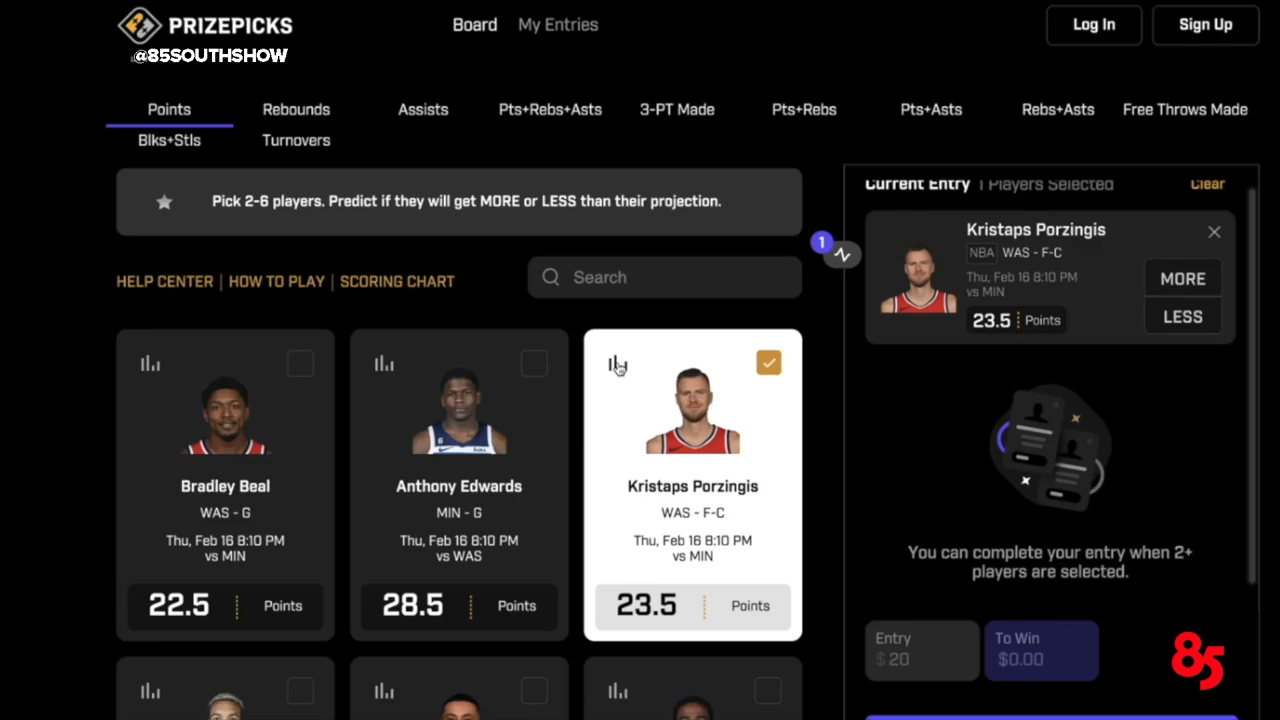 PRIZEPICKS
@85SOUTHSHOW
Board My Entries
Log In Sign Up
Points Rebounds Assists Pts+Rebs+Asts 3-PT Made Pts+Rebs Pts+Asts Rebs+Asts Free Throws Made
Blks+Stls Turnovers
Pick 2-6 players. Predict if they will get MORE or LESS than their projection.
HELP CENTER | HOW TO PLAY | SCORING CHART
Search
Bradley Beal
WAS - G
Thu, Feb 16 8:10 PM
vs MIN
22.5 Points
6
Anthony Edwards
MIN - G
Thu, Feb 16 8:10 PM
vs WAS
28.5 Points
Kristaps Porzingis
WAS - F-C
Thu, Feb 16 8:10 PM
vs MIN
23.5 Points
Current Entry | 1 Players Selected Clear
1
Kristaps Porzingis
NBA WAS - F-C
Thu, Feb 16 8:10 PM
vs MIN
23.5 Points
MORE
LESS
You can complete your entry when 2+
players are selected.
Entry
$ 20
To Win
$0.00
85